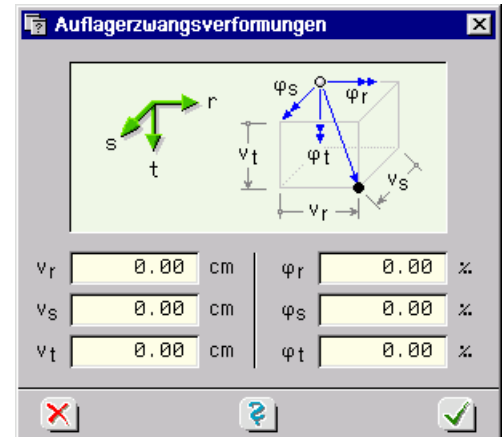 Auflagerzwangsverformungen
r
s
t
φs
φr
vt
φt
vs
vr
vr 0.00 cm φr 0.00 ‰
vs 0.00 cm φs 0.00 ‰
vt 0.00 cm φt 0.00 ‰